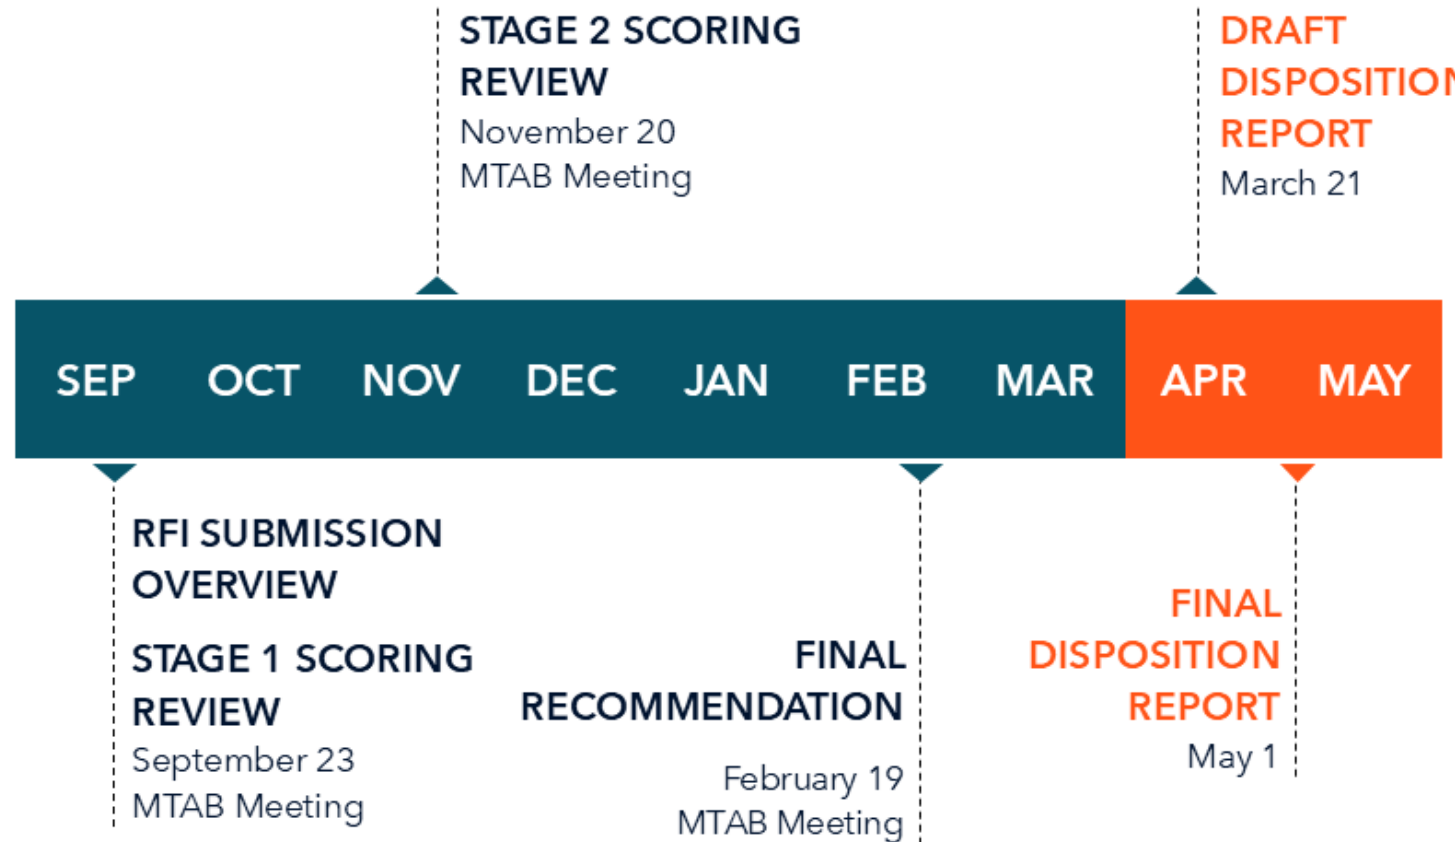 STAGE 2 SCORING
REVIEW
November 20
MTAB Meeting
DRAFT
DISPOSITION
REPORT
March 21
SEP OCT NOV DEC JAN FEB MAR APR MAY
RFI SUBMISSION
OVERVIEW
STAGE 1 SCORING
REVIEW
September 23
MTAB Meeting
FINAL
RECOMMENDATION
February 19
MTAB Meeting
FINAL
DISPOSITION
REPORT
May 1